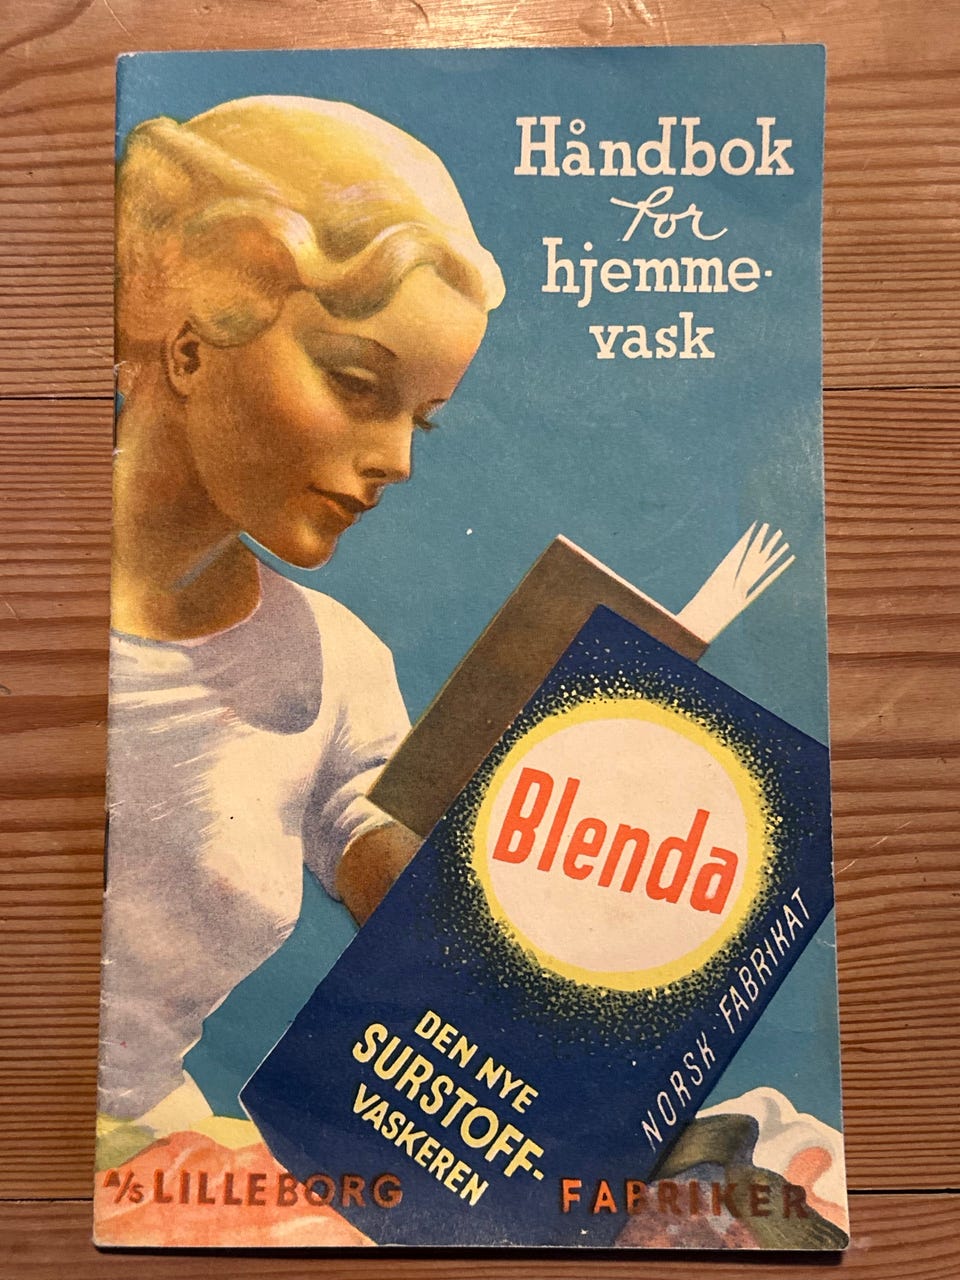 Håndbok
for
hjemme-
vask
Blenda
NORSK FABRIKAT
DEN NYE
SURSTOFF-
VASKEREN
A/S LILLEBORG FABRIKER